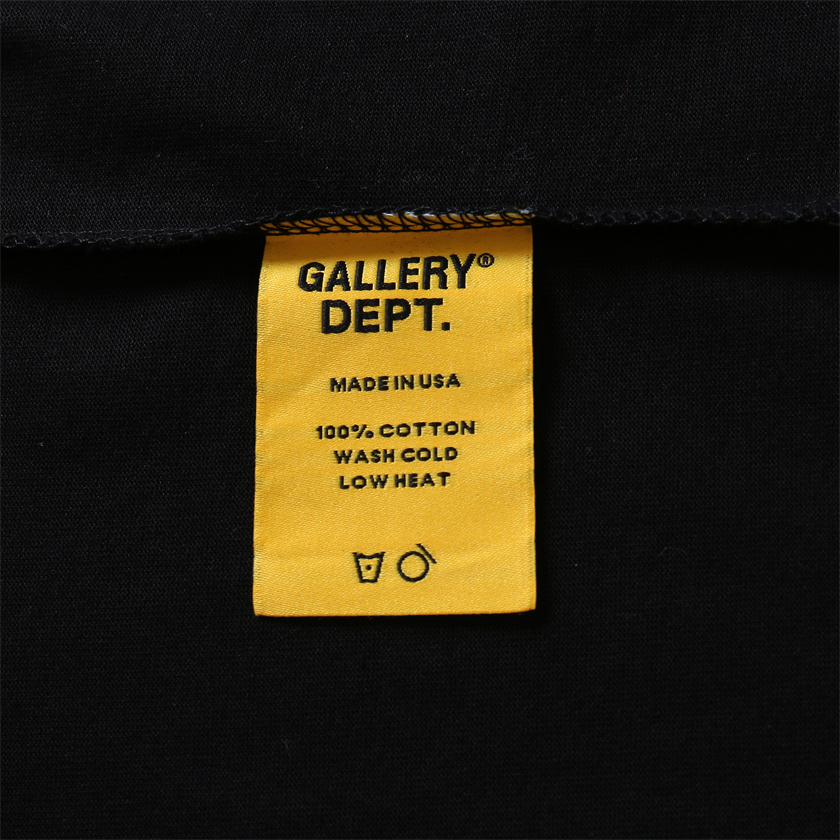 GALLERY®
DEPT.
MADE IN USA
100% COTTON
WASH COLD
LOW HEAT